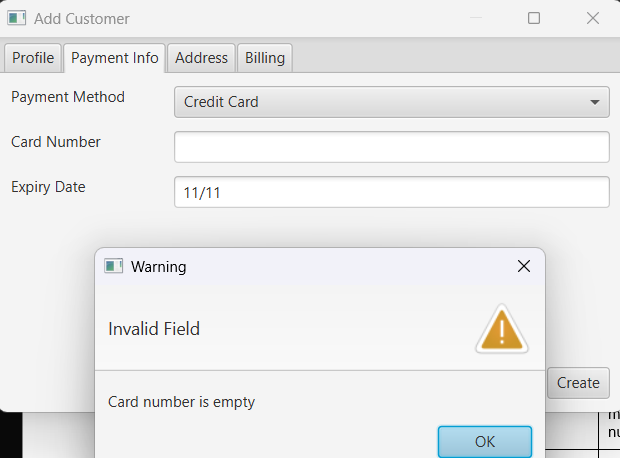 Add Customer
Profile Payment Info Address Billing
Payment Method Credit Card
Card Number
Expiry Date 11/11
Warning
Invalid Field
Card number is empty
Create
OK